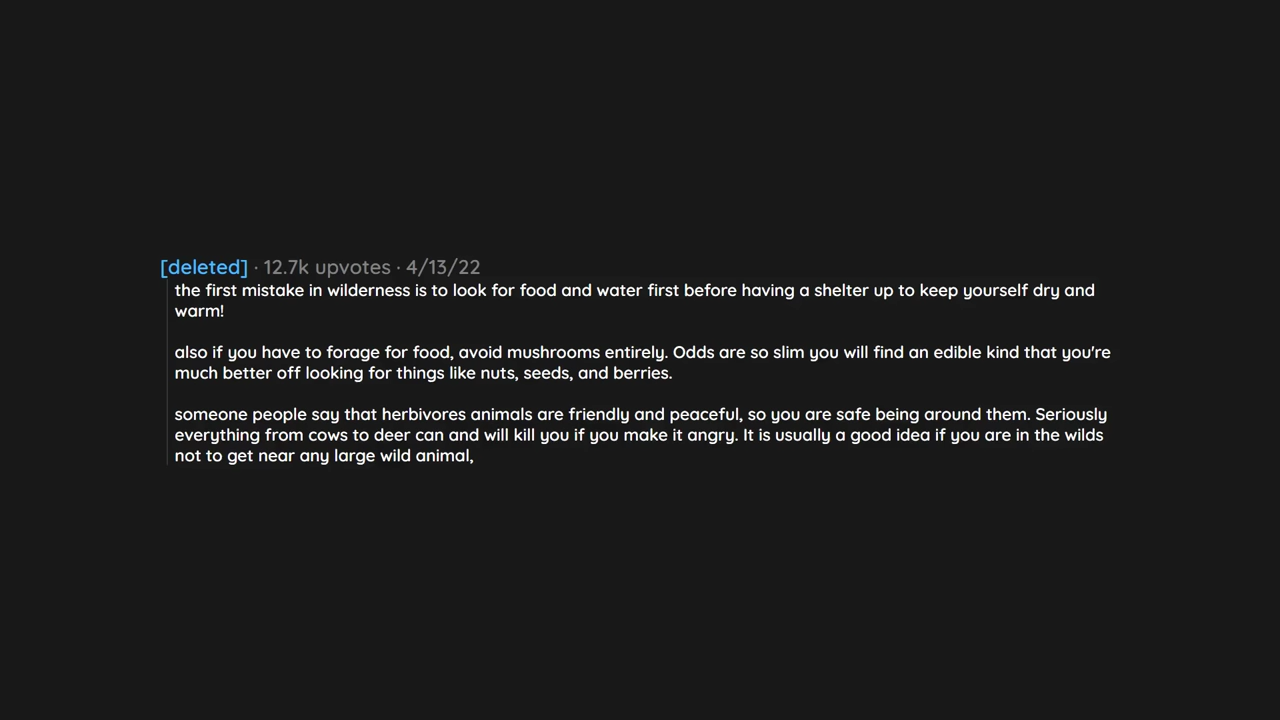 [deleted] · 12.7k upvotes · 4/13/22
the first mistake in wilderness is to look for food and water first before having a shelter up to keep yourself dry and
warm!
also if you have to forage for food, avoid mushrooms entirely. Odds are so slim you will find an edible kind that you're
much better off looking for things like nuts, seeds, and berries.
someone people say that herbivores animals are friendly and peaceful, so you are safe being around them. Seriously
everything from cows to deer can and will kill you if you make it angry. It is usually a good idea if you are in the wilds
not to get near any large wild animal,